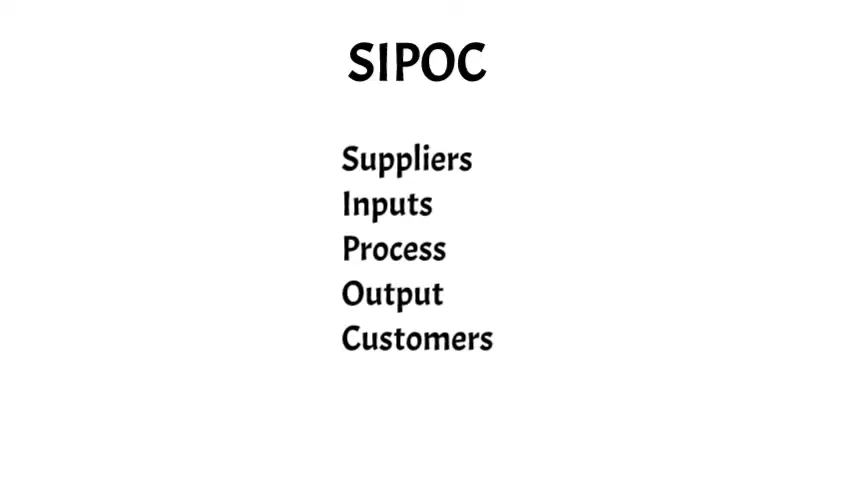 SIPOC
Suppliers
Inputs
Process
Output
Customers